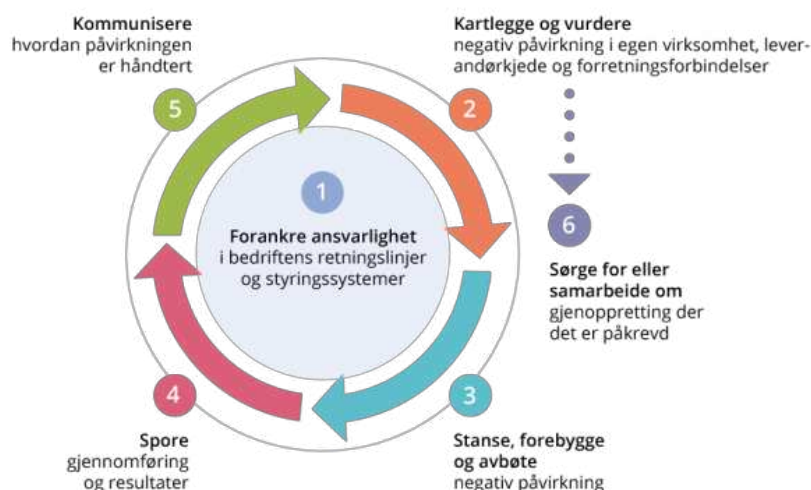 1
Forankre ansvarlighet
i bedriftens retningslinjer
og styringssystemer
2
Kartlegge og vurdere
negativ påvirkning i egen virksomhet, lever-
andørkjede og forretningsforbindelser
3
Stanse, forebygge
og avbøte
negativ påvirkning
4
Spore
gjennomføring
og resultater
5
Kommunisere
hvordan påvirkningen
er håndtert
6
Sørge for eller
samarbeide om
gjenoppretting der
det er påkrevd